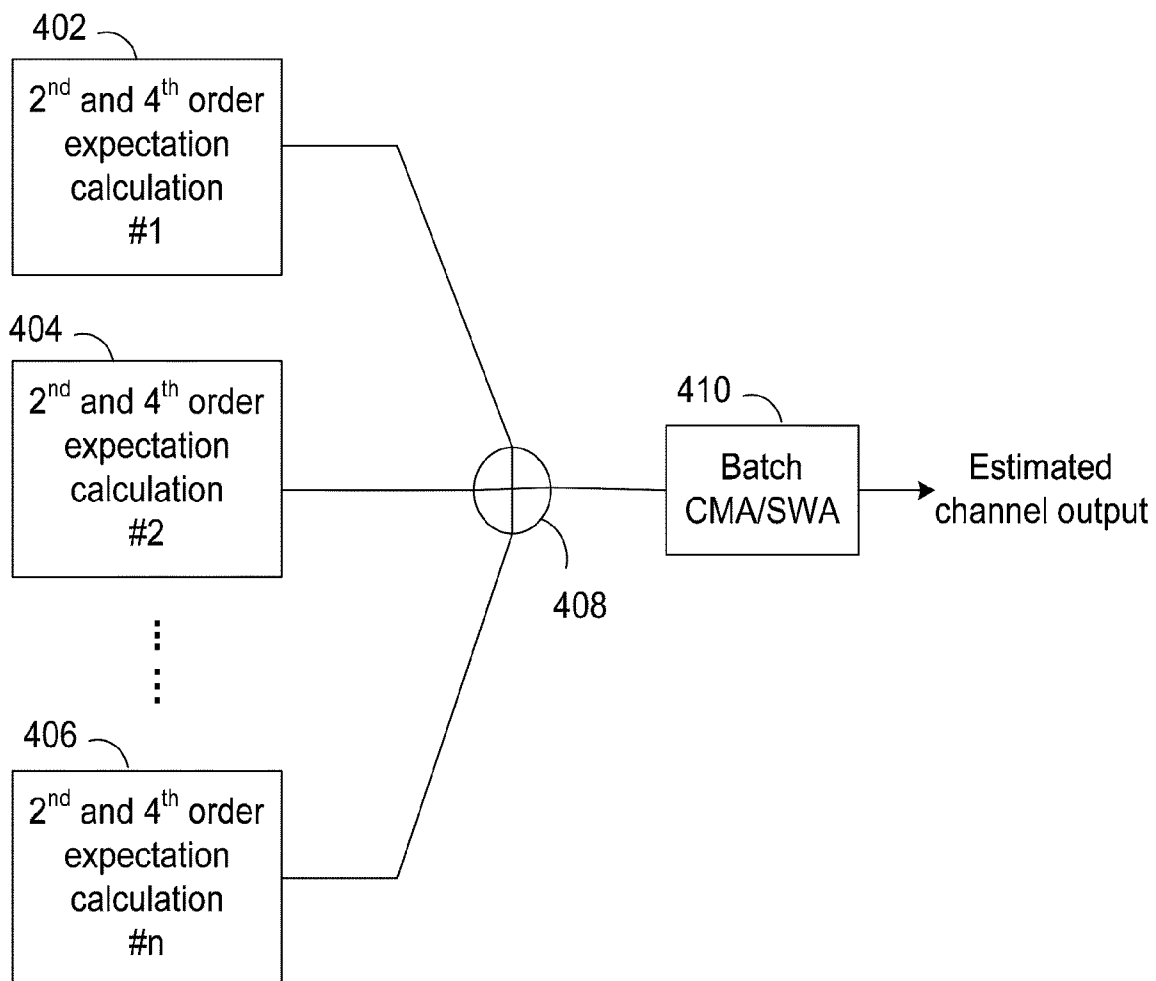 402
2nd and 4th order
expectation
calculation
#1
404
2nd and 4th order
expectation
calculation
#2
410
Batch
CMA/SWA
Estimated
channel output
408
406
2nd and 4th order
expectation
calculation
#n